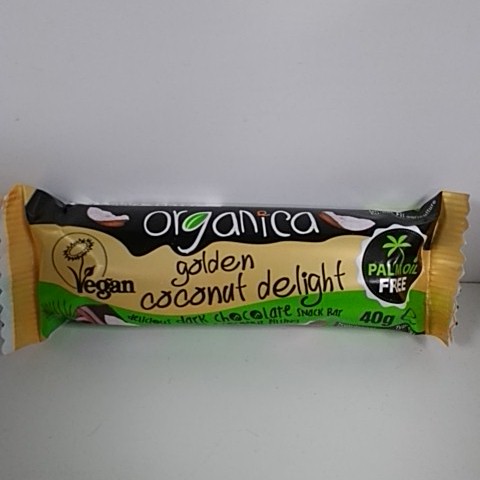 organica
golden
coconut delight
Vegan
PALM OIL
FREE
delicious dark chocolate SNACK BAR
40g